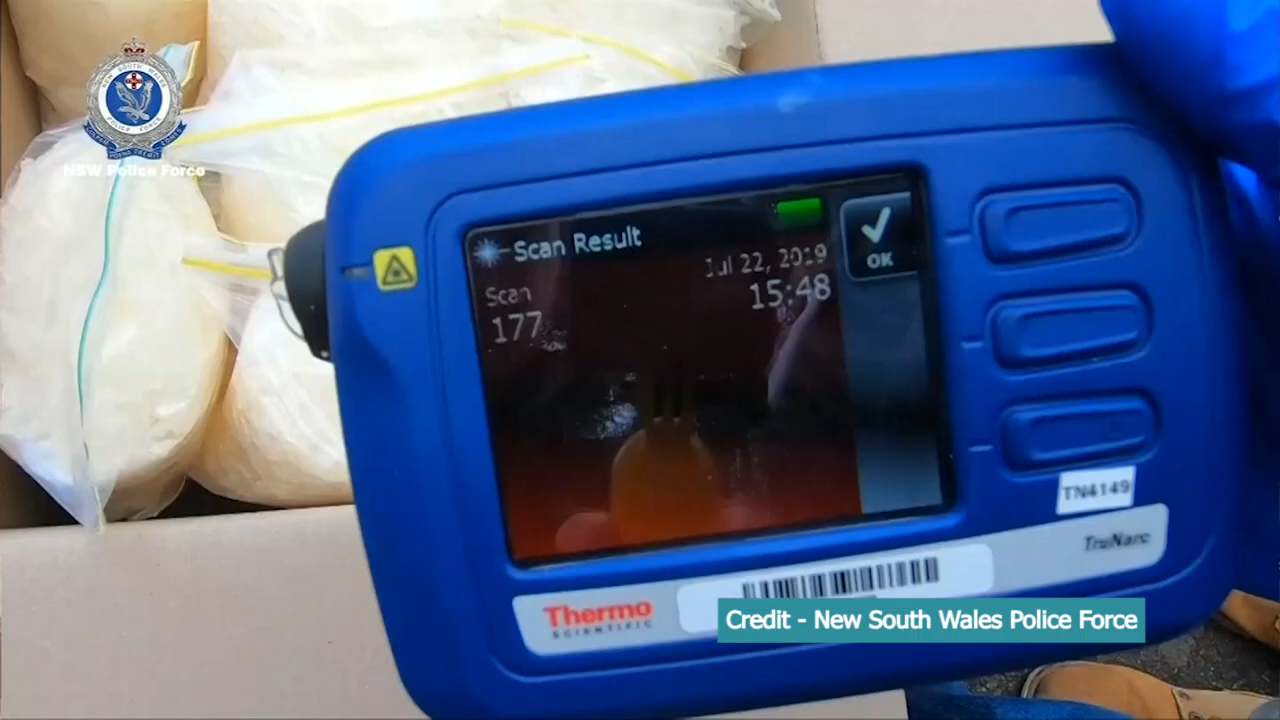 NSW Police Force
Scan Result
Jul 22, 2019
15:48
Scan
177
OK
TN4149
TruNarc
Thermo
SCIENTIFIC
Credit - New South Wales Police Force